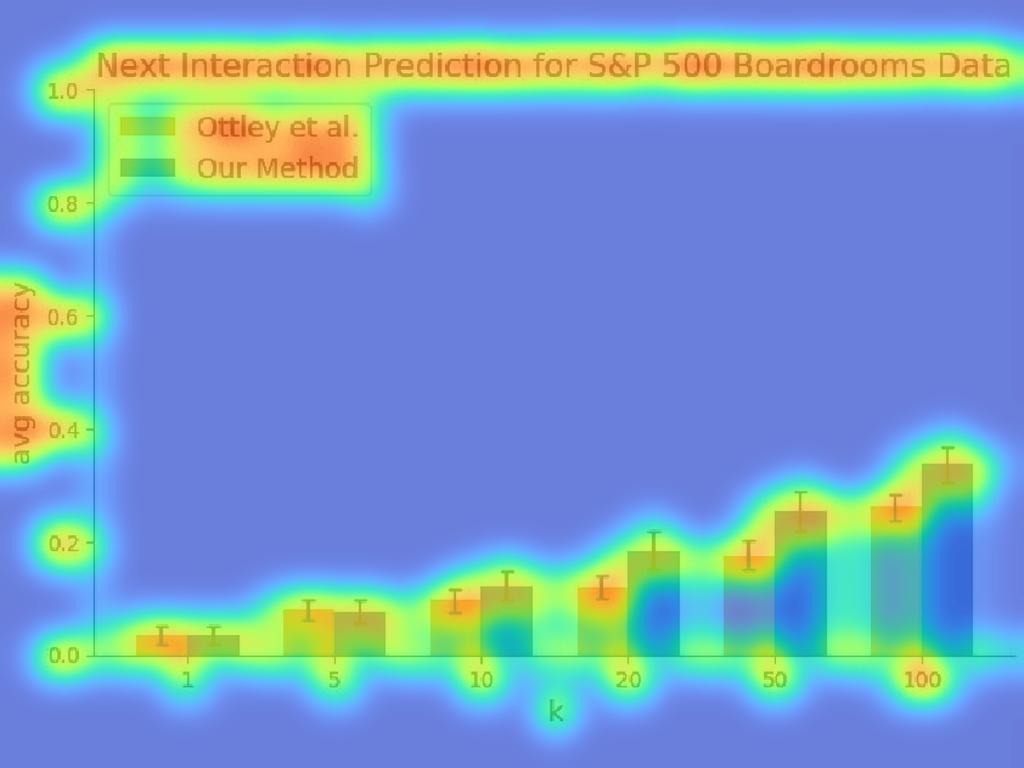 Next Interaction Prediction for S&P 500 Boardrooms Data
Ottley et al.
Our Method
avg accuracy
1.0
0.8
0.6
0.4
0.2
0.0
1 5 10 20 50 100
k